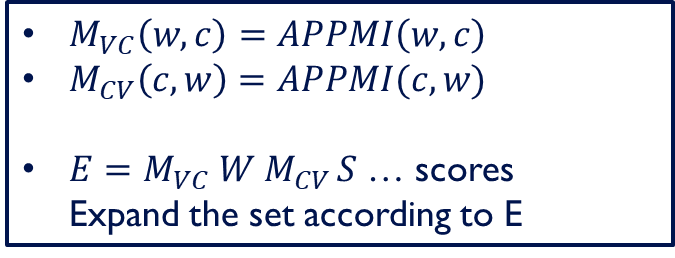 • M_{VC}(w, c) = APPMI(w, c)
• M_{CV}(c, w) = APPMI(c, w)
• E = M_{VC} W M_{CV} S … scores
Expand the set according to E